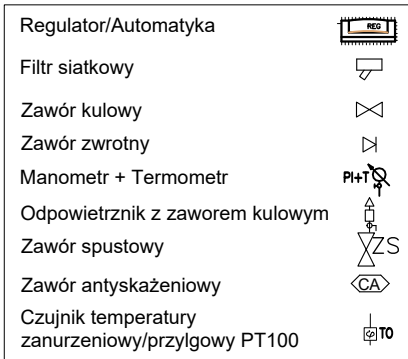 Regulator/Automatyka REG
Filtr siatkowy
Zawór kulowy
Zawór zwrotny
Manometr + Termometr PI+T
Odpowietrznik z zaworem kulowym
Zawór spustowy ZS
Zawór antyskażeniowy CA
Czujnik temperatury
zanurzeniowy/przylgowy PT100 TO